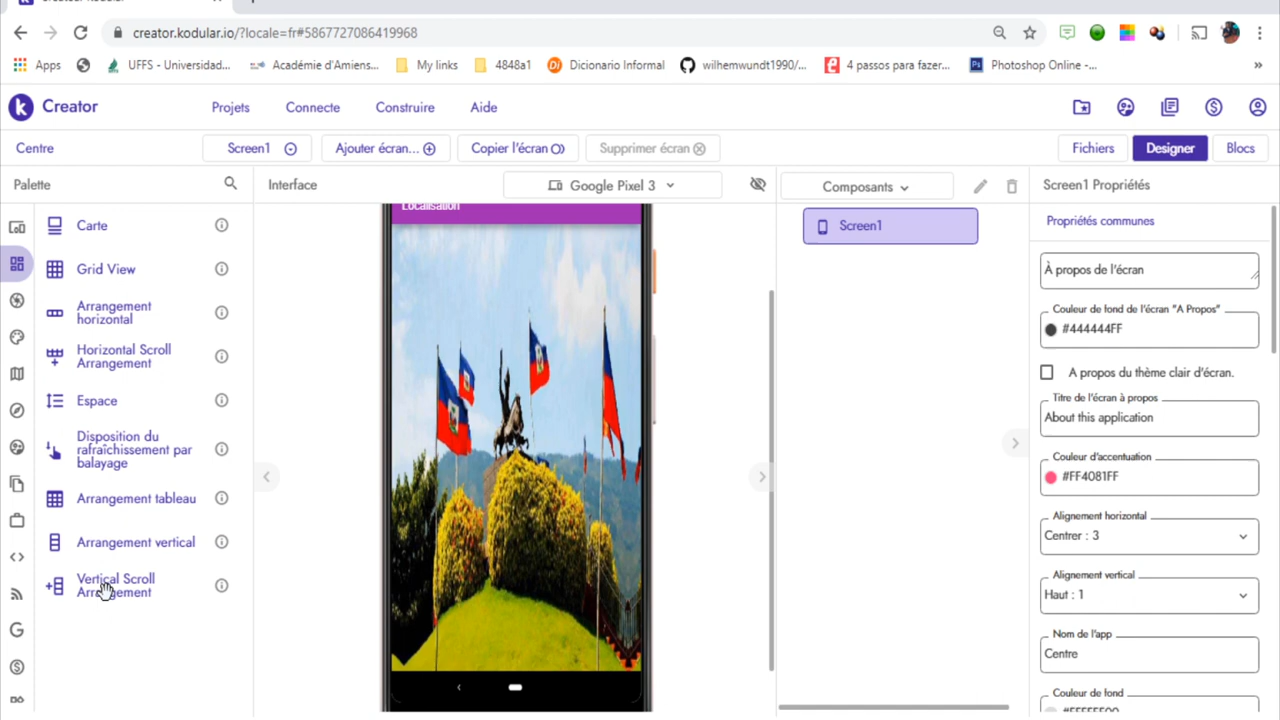 creator.kodular.io/?locale=fr#5867727086419968
Apps
UFFS - Universidad...
Académie d'Amiens...
My links
4848a1
Dicionario Informal
wilhemwundt1990/...
4 passos para fazer...
Photoshop Online -...
»
Creator
Projets
Connecte
Construire
Aide
Centre
Screen1
Ajouter écran...
Copier l'écran
Supprimer écran
Fichiers
Designer
Blocs
Palette
Interface
Google Pixel 3
Composants
Screen1 Propriétés
Carte
Grid View
Arrangement
horizontal
Horizontal Scroll
Arrangement
Espace
Disposition du
rafraîchissement par
balayage
Arrangement tableau
Arrangement vertical
Vertical Scroll
Arrangement
Localisation
Screen1
Propriétés communes
À propos de l'écran
Couleur de fond de l'écran "A Propos"
#444444FF
A propos du thème clair d'écran.
Titre de l'écran à propos
About this application
Couleur d'accentuation
#FF4081FF
Alignement horizontal
Centrer : 3
Alignement vertical
Haut : 1
Nom de l'app
Centre
Couleur de fond